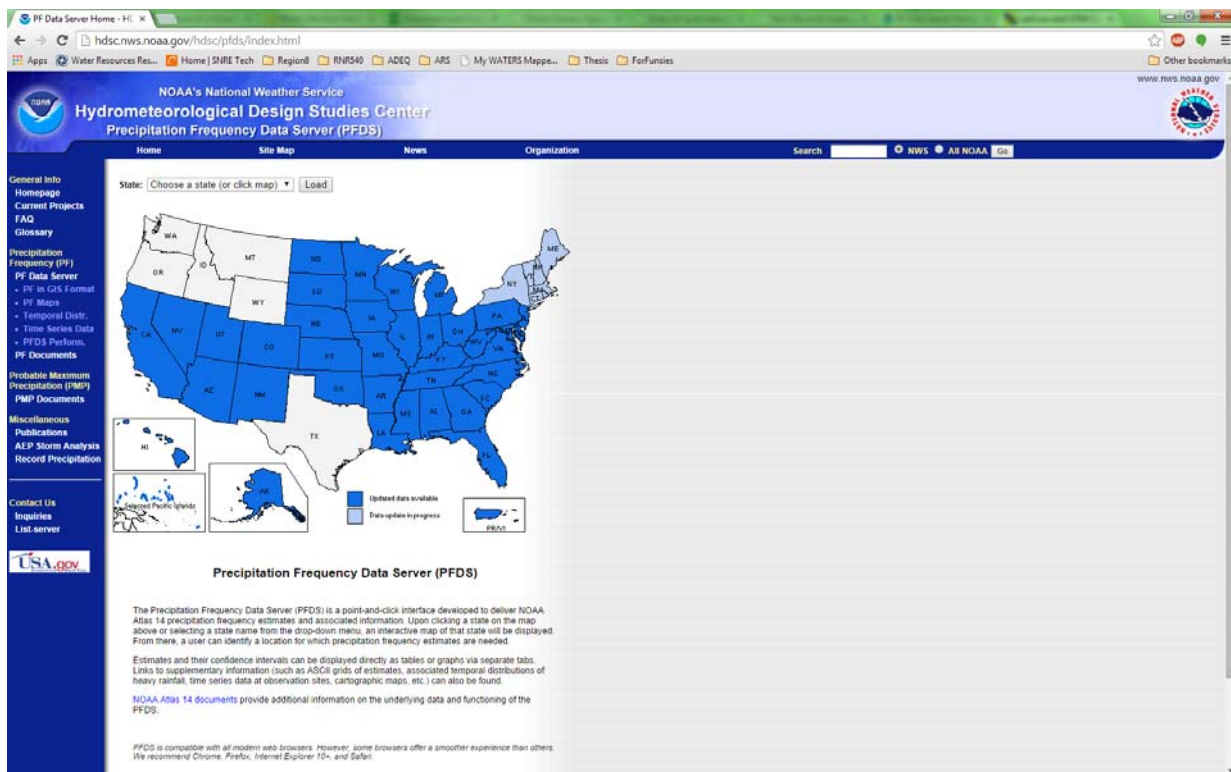 PF Data Server Home - H
hdsc.nws.noaa.gov/hdsc/pfds/index.html
Apps Water Resources Res... Home | SNRE Tech Region8 RNR540 ADEQ ARS My WATERS Mappe... Thesis ForFunsies Other bookmarks
www.nws.noaa.gov
NOAA
NOAA's National Weather Service
Hydrometeorological Design Studies Center
Precipitation Frequency Data Server (PFDS)
Home Site Map News Organization Search NWS All NOAA Go
General Info
Homepage
Current Projects
FAQ
Glossary
Precipitation
Frequency (PF)
PF Data Server
• PF in GIS Format
• PF Maps
• Temporal Distr.
• Time Series Data
• PFDS Perform.
PF Documents
Probable Maximum
Precipitation (PMP)
PMP Documents
Miscellaneous
Publications
AEP Storm Analysis
Record Precipitation
Contact Us
Inquiries
List-server
USA.gov
State: Choose a state (or click map) Load
WA
OR
ID
MT
WY
ND
SD
NE
KS
OK
TX
MN
IA
MO
AR
LA
WI
IL
IN
OH
KY
TN
MS
AL
GA
FL
SC
NC
VA
WV
PA
NY
VT
ME
CA
NV
UT
CO
AZ
NM
HI
AK
Selected Pacific Islands
PR/VI
Updated data available
Data update in progress
Precipitation Frequency Data Server (PFDS)
The Precipitation Frequency Data Server (PFDS) is a point-and-click interface developed to deliver NOAA
Atlas 14 precipitation frequency estimates and associated information. Upon clicking a state on the map
above or selecting a state name from the drop-down menu, an interactive map of that state will be displayed.
From there, a user can identify a location for which precipitation frequency estimates are needed.
Estimates and their confidence intervals can be displayed directly as tables or graphs via separate tabs.
Links to supplementary information (such as ASCII grids of estimates, associated temporal distributions of
heavy rainfall, time series data at observation sites, cartographic maps, etc.) can also be found.
NOAA Atlas 14 documents provide additional information on the underlying data and functioning of the
PFDS.
PFDS is compatible with all modern web browsers. However, some browsers offer a smoother experience than others.
We recommend Chrome, Firefox, Internet Explorer 10+, and Safari.